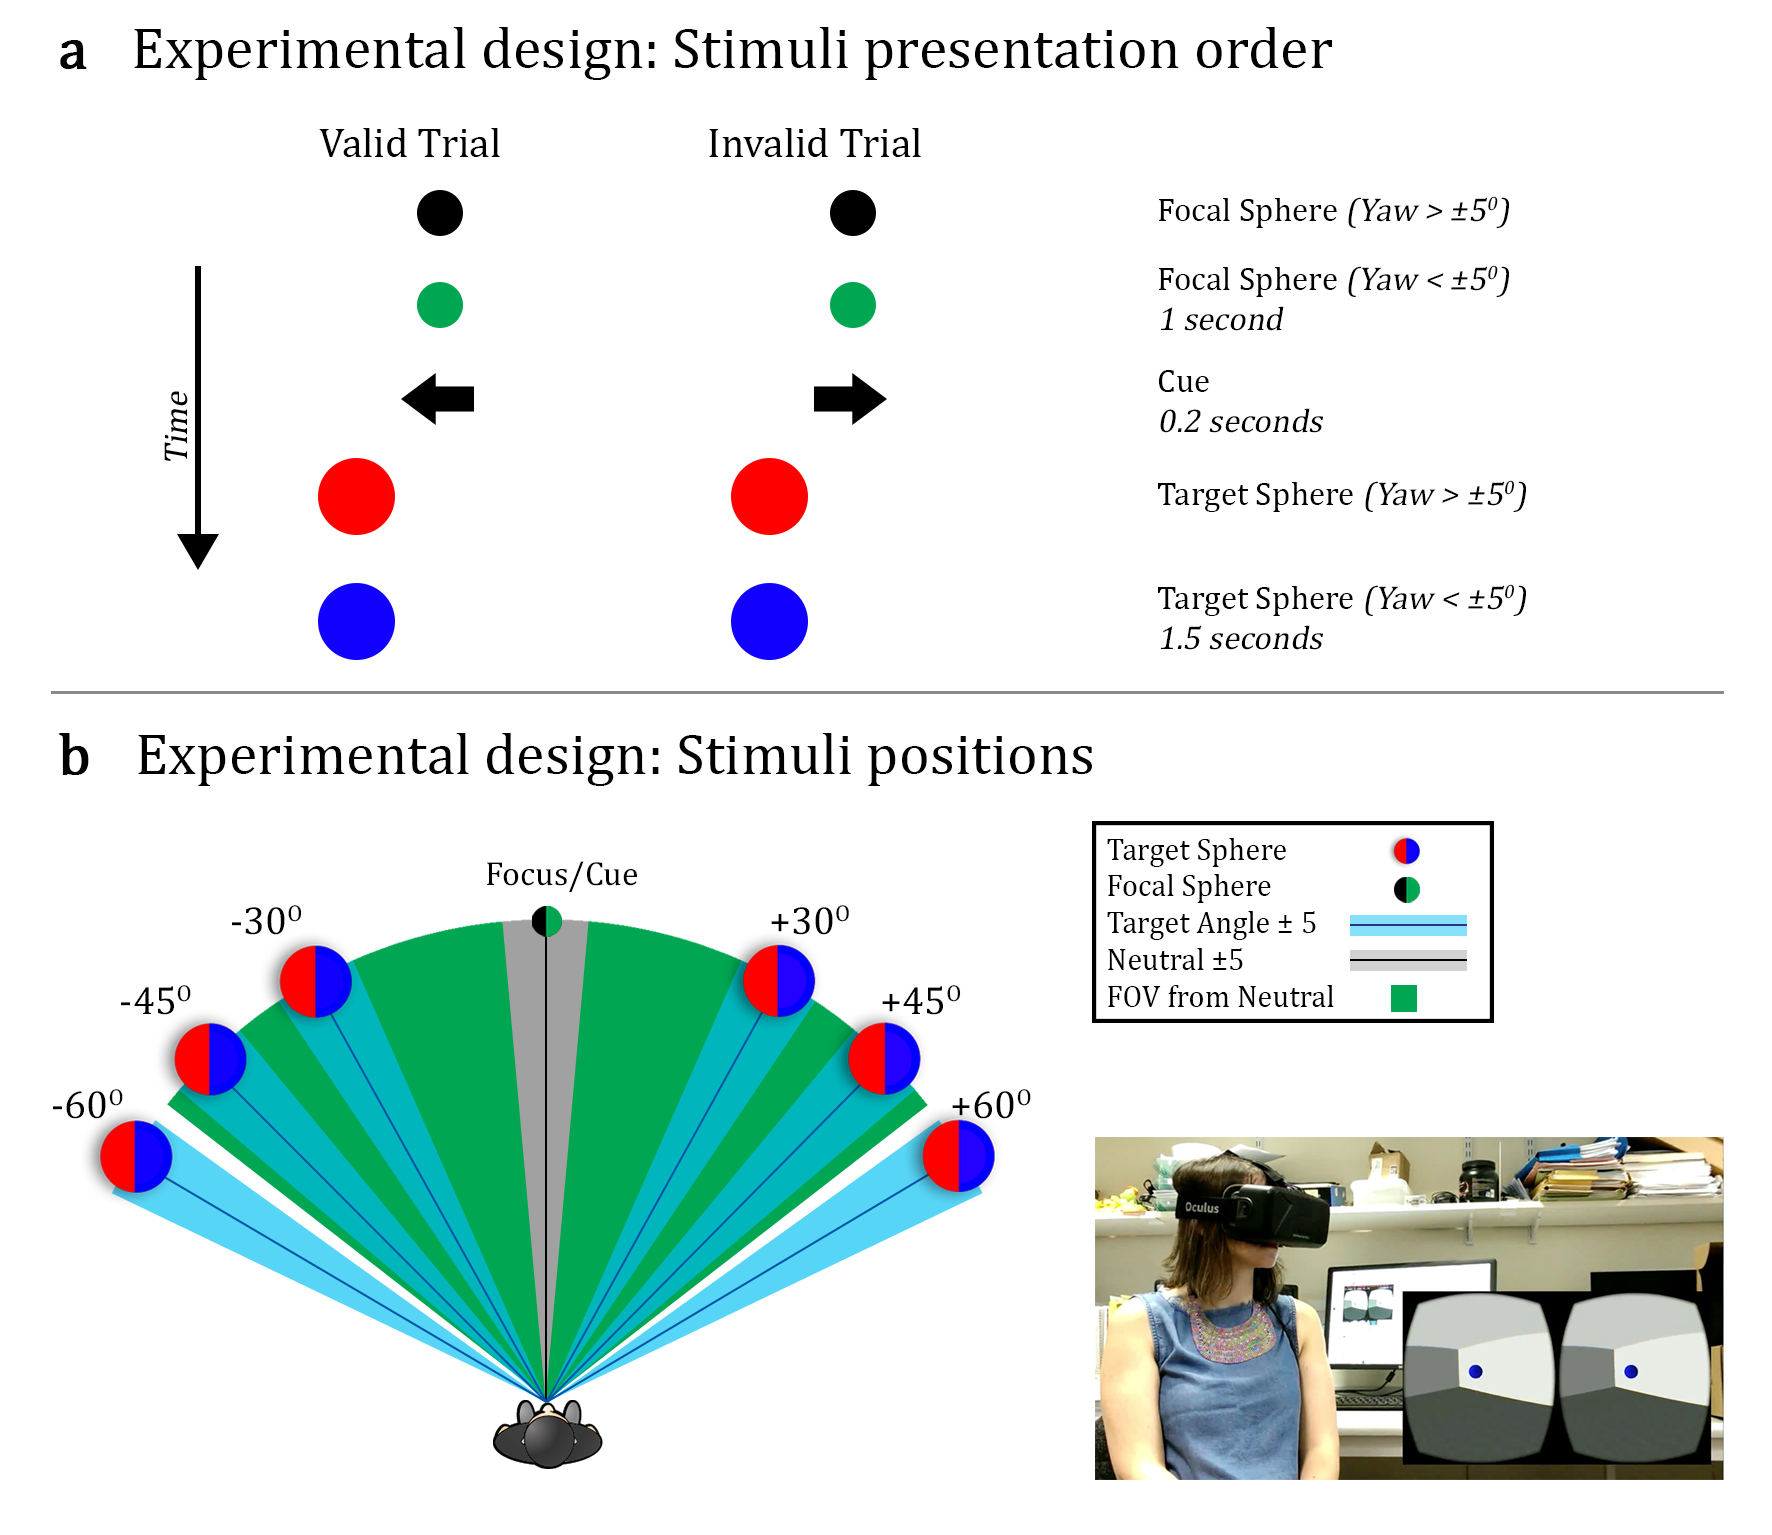 a Experimental design: Stimuli presentation order
Valid Trial
Invalid Trial
Focal Sphere (Yaw > ±5⁰)
Focal Sphere (Yaw < ±5⁰)
1 second
Cue
0.2 seconds
Target Sphere (Yaw > ±5⁰)
Target Sphere (Yaw < ±5⁰)
1.5 seconds
Time
b Experimental design: Stimuli positions
Focus/Cue
-30⁰
+30⁰
-45⁰
+45⁰
-60⁰
+60⁰
Target Sphere
Focal Sphere
Target Angle ± 5
Neutral ±5
FOV from Neutral
Oculus